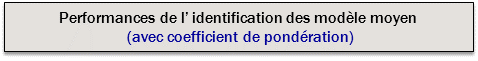 Performances de l' identification des modèle moyen
(avec coefficient de pondération)